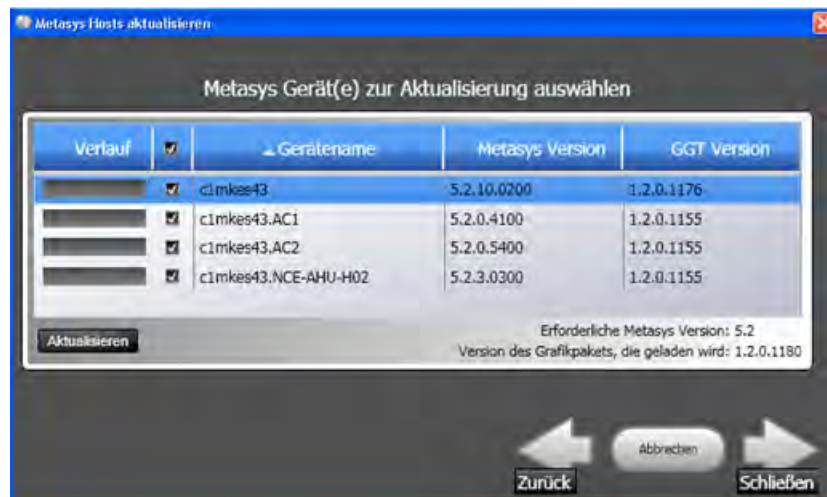 Metasys Hosts aktualisieren
Metasys Gerät(e) zur Aktualisierung auswählen
Verlauf Gerätename Metasys Version GGT Version
c1mkes43 5.2.10.0200 1.2.0.1176
c1mkes43.AC1 5.2.0.4100 1.2.0.1155
c1mkes43.AC2 5.2.0.5400 1.2.0.1155
c1mkes43.NCE-AHU-H02 5.2.3.0300 1.2.0.1155
Aktualisieren
Erforderliche Metasys Version: 5.2
Version des Grafikpakets, die geladen wird: 1.2.0.1180
Abbrechen
Zurück
Schließen